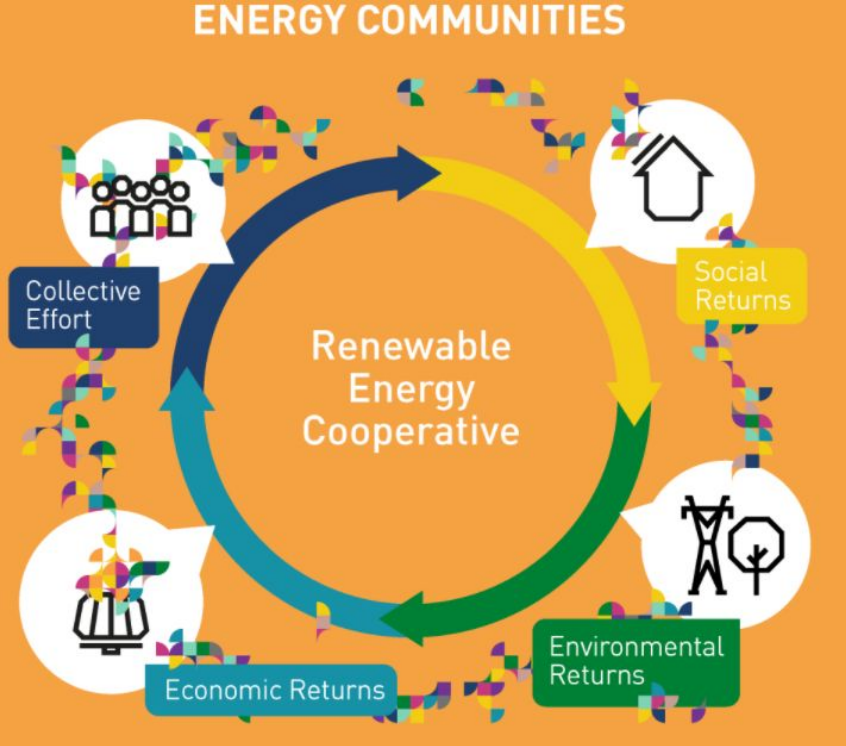 ENERGY COMMUNITIES
Collective
Effort
Social
Returns
Renewable
Energy
Cooperative
Environmental
Returns
Economic Returns